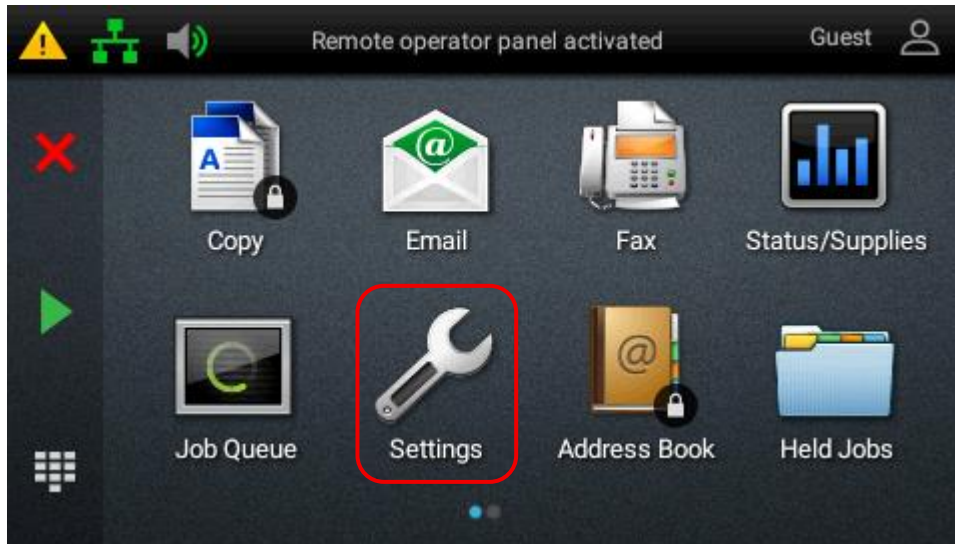 Remote operator panel activated
Guest
A
@
Copy
Email
Fax
Status/Supplies
@
Job Queue
Settings
Address Book
Held Jobs